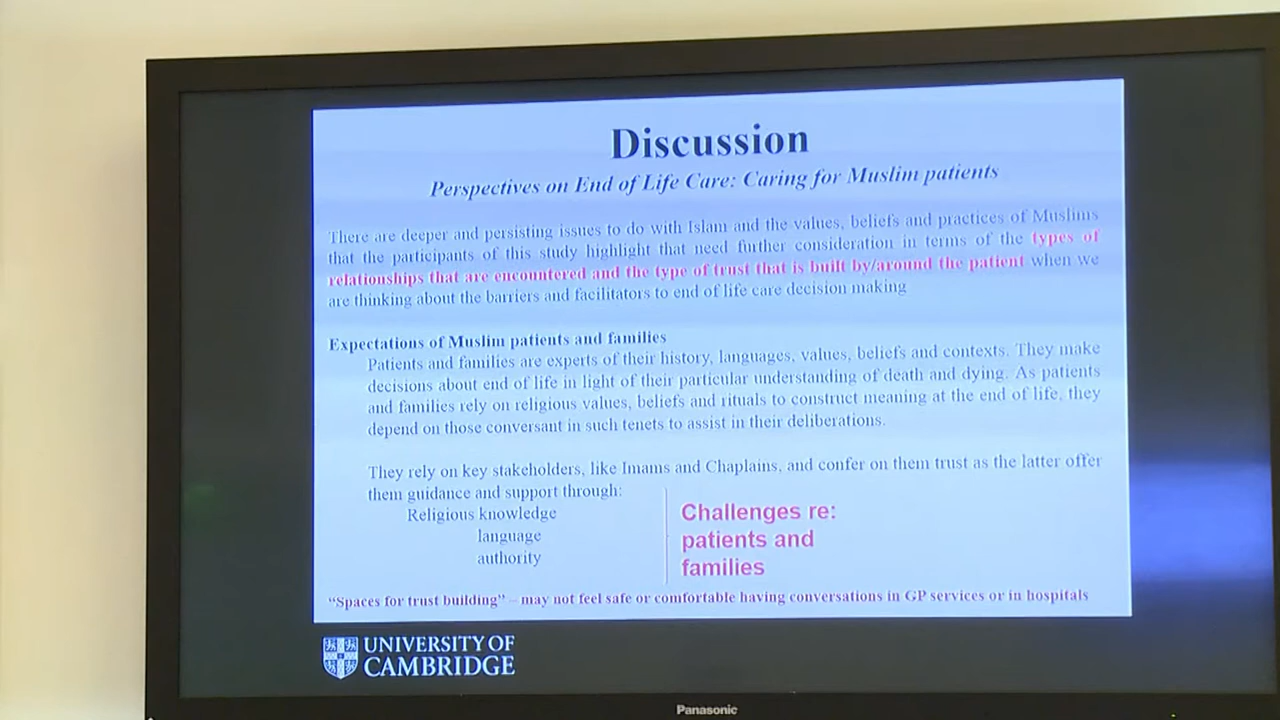 Discussion
Perspectives on End of Life Care: Caring for Muslim patients
There are deeper and persisting issues to do with Islam and the values, beliefs and practices of Muslims
that the participants of this study highlight that need further consideration in terms of the types of
relationships that are encountered and the type of trust that is built by/around the patient when we
are thinking about the barriers and facilitators to end of life care decision making
Expectations of Muslim patients and families
Patients and families are experts of their history, languages, values, beliefs and contexts. They make
decisions about end of life in light of their particular understanding of death and dying. As patients
and families rely on religious values, beliefs and rituals to construct meaning at the end of life, they
depend on those conversant in such tenets to assist in their deliberations.
They rely on key stakeholders, like Imams and Chaplains, and confer on them trust as the latter offer
them guidance and support through:
Religious knowledge
language
authority
Challenges re:
patients and
families
“Spaces for trust building” – may not feel safe or comfortable having conversations in GP services or in hospitals
UNIVERSITY OF
CAMBRIDGE
Panasonic